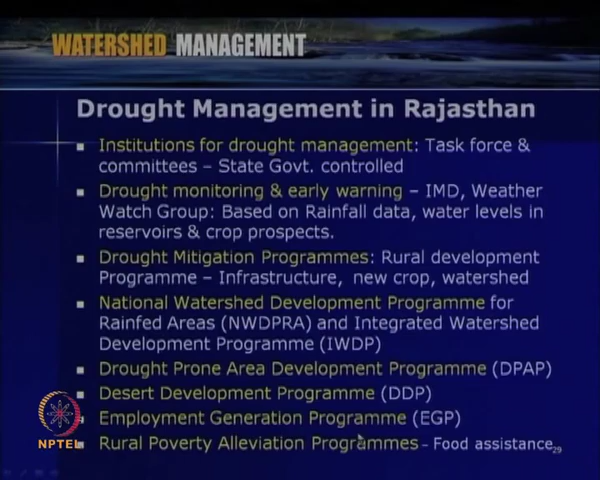 WATERSHED MANAGEMENT
Drought Management in Rajasthan
Institutions for drought management: Task force &
committees – State Govt. controlled
Drought monitoring & early warning – IMD, Weather
Watch Group: Based on Rainfall data, water levels in
reservoirs & crop prospects.
Drought Mitigation Programmes: Rural development
Programme – Infrastructure, new crop, watershed
National Watershed Development Programme for
Rainfed Areas (NWDPRA) and Integrated Watershed
Development Programme (IWDP)
Drought Prone Area Development Programme (DPAP)
Desert Development Programme (DDP)
Employment Generation Programme (EGP)
Rural Poverty Alleviation Programmes – Food assistance
29
NPTEL